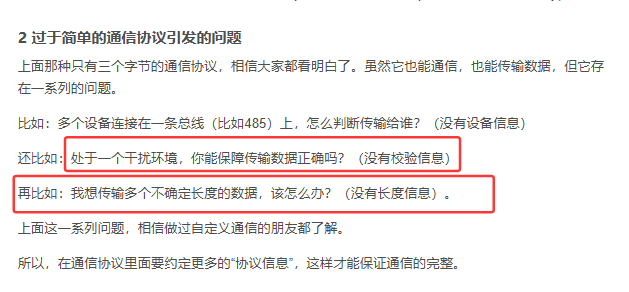 2 过于简单的通信协议引发的问题
上面那种只有三个字节的通信协议，相信大家都看明白了。虽然它也能通信，也能传输数据，但它存
在一系列的问题。
比如：多个设备连接在一条总线（比如485）上，怎么判断传输给谁？（没有设备信息）
还比如：处于一个干扰环境，你能保障传输数据正确吗？（没有校验信息）
再比如：我想传输多个不确定长度的数据，该怎么办？（没有长度信息）。
上面这一系列问题，相信做过自定义通信的朋友都了解。
所以，在通信协议里面要约定更多的“协议信息”，这样才能保证通信的完整。